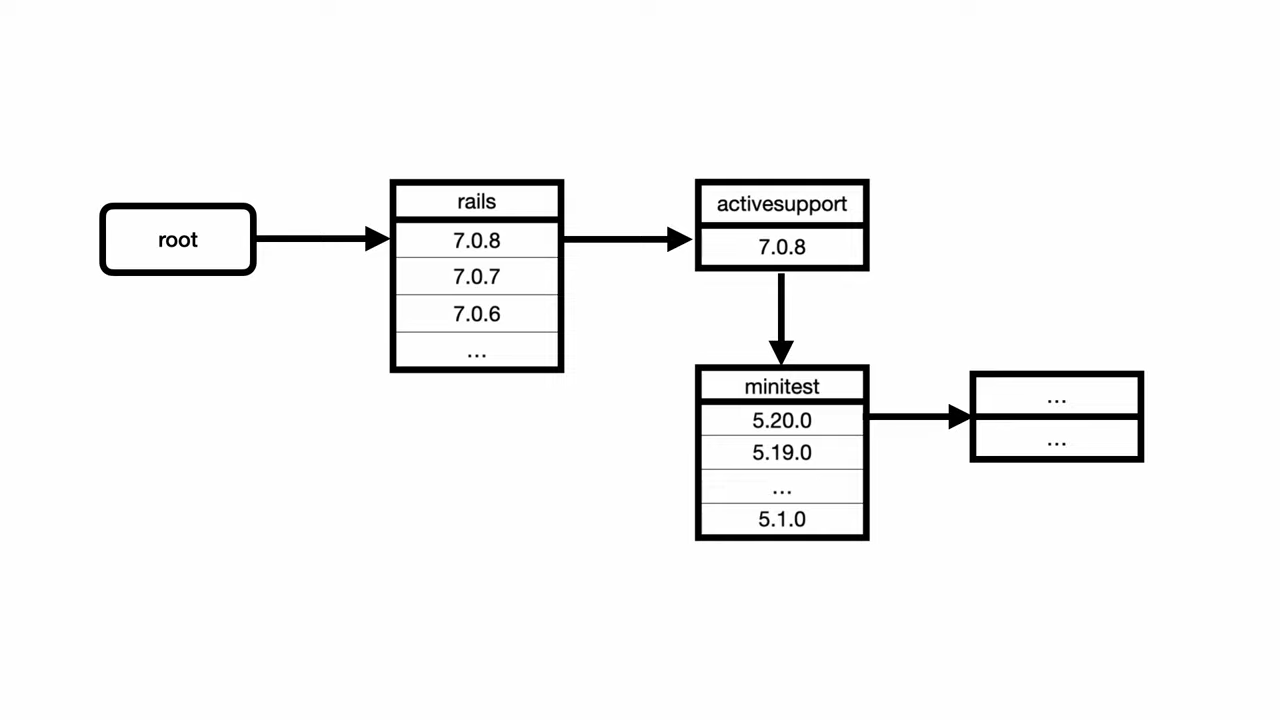 root
rails
7.0.8
7.0.7
7.0.6
...
activesupport
7.0.8
minitest
5.20.0
5.19.0
...
5.1.0
...
...